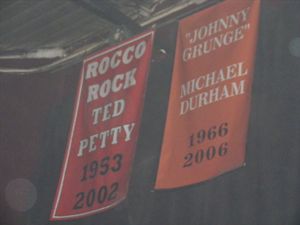 ROCCO
ROCK
TED
PETTY
1953
2002
"JOHNNY
GRUNGE"
MICHAEL
DURHAM
1966
2006